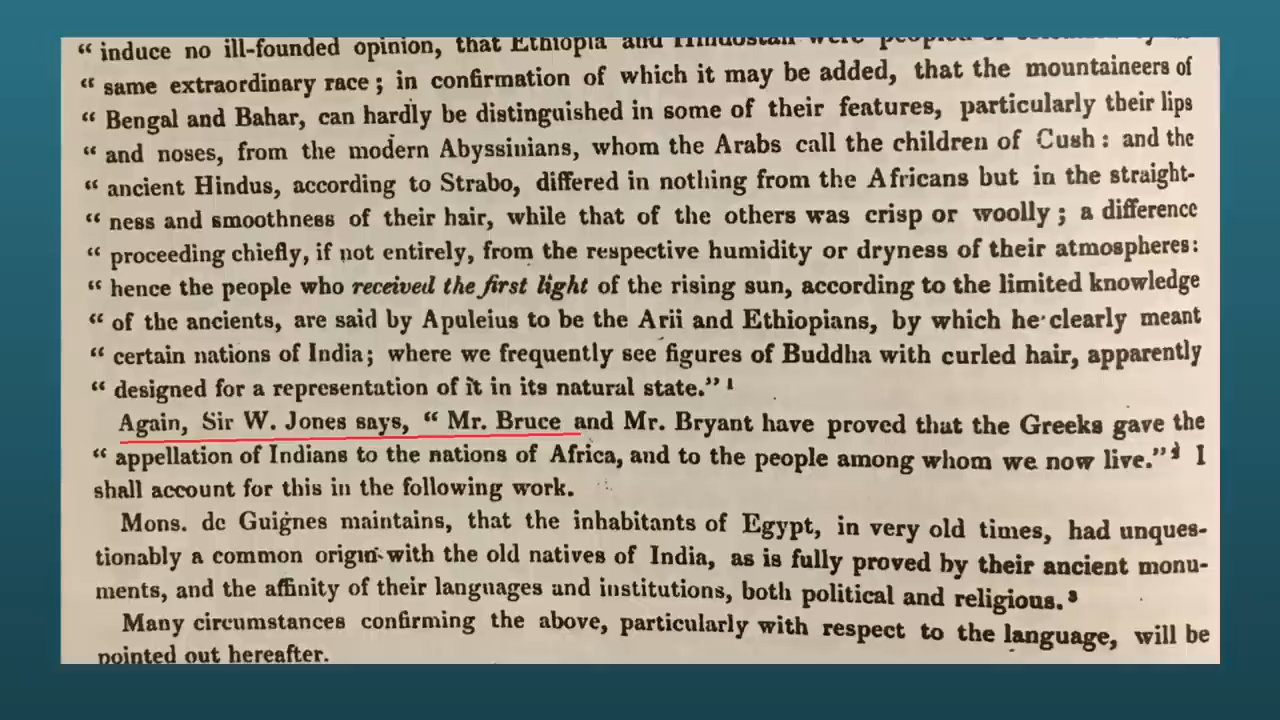 “ induce no ill-founded opinion, that Ethiopia and Hindostan were peopled or
“ same extraordinary race ; in confirmation of which it may be added, that the mountaineers of
“ Bengal and Bahar, can hardly be distinguished in some of their features, particularly their lips
“ and noses, from the modern Abyssinians, whom the Arabs call the children of Cush : and the
“ ancient Hindus, according to Strabo, differed in nothing from the Africans but in the straight-
“ ness and smoothness of their hair, while that of the others was crisp or woolly ; a difference
“ proceeding chiefly, if not entirely, from the respective humidity or dryness of their atmospheres:
“ hence the people who received the first light of the rising sun, according to the limited knowledge
“ of the ancients, are said by Apuleius to be the Arii and Ethiopians, by which he clearly meant
“ certain nations of India; where we frequently see figures of Buddha with curled hair, apparently
“ designed for a representation of it in its natural state.” 1
Again, Sir W. Jones says, “ Mr. Bruce and Mr. Bryant have proved that the Greeks gave the
“ appellation of Indians to the nations of Africa, and to the people among whom we now live.” I
shall account for this in the following work.
Mons. de Guignes maintains, that the inhabitants of Egypt, in very old times, had unques-
tionably a common origin with the old natives of India, as is fully proved by their ancient monu-
ments, and the affinity of their languages and institutions, both political and religious. 3
Many circumstances confirming the above, particularly with respect to the language, will be
pointed out hereafter.